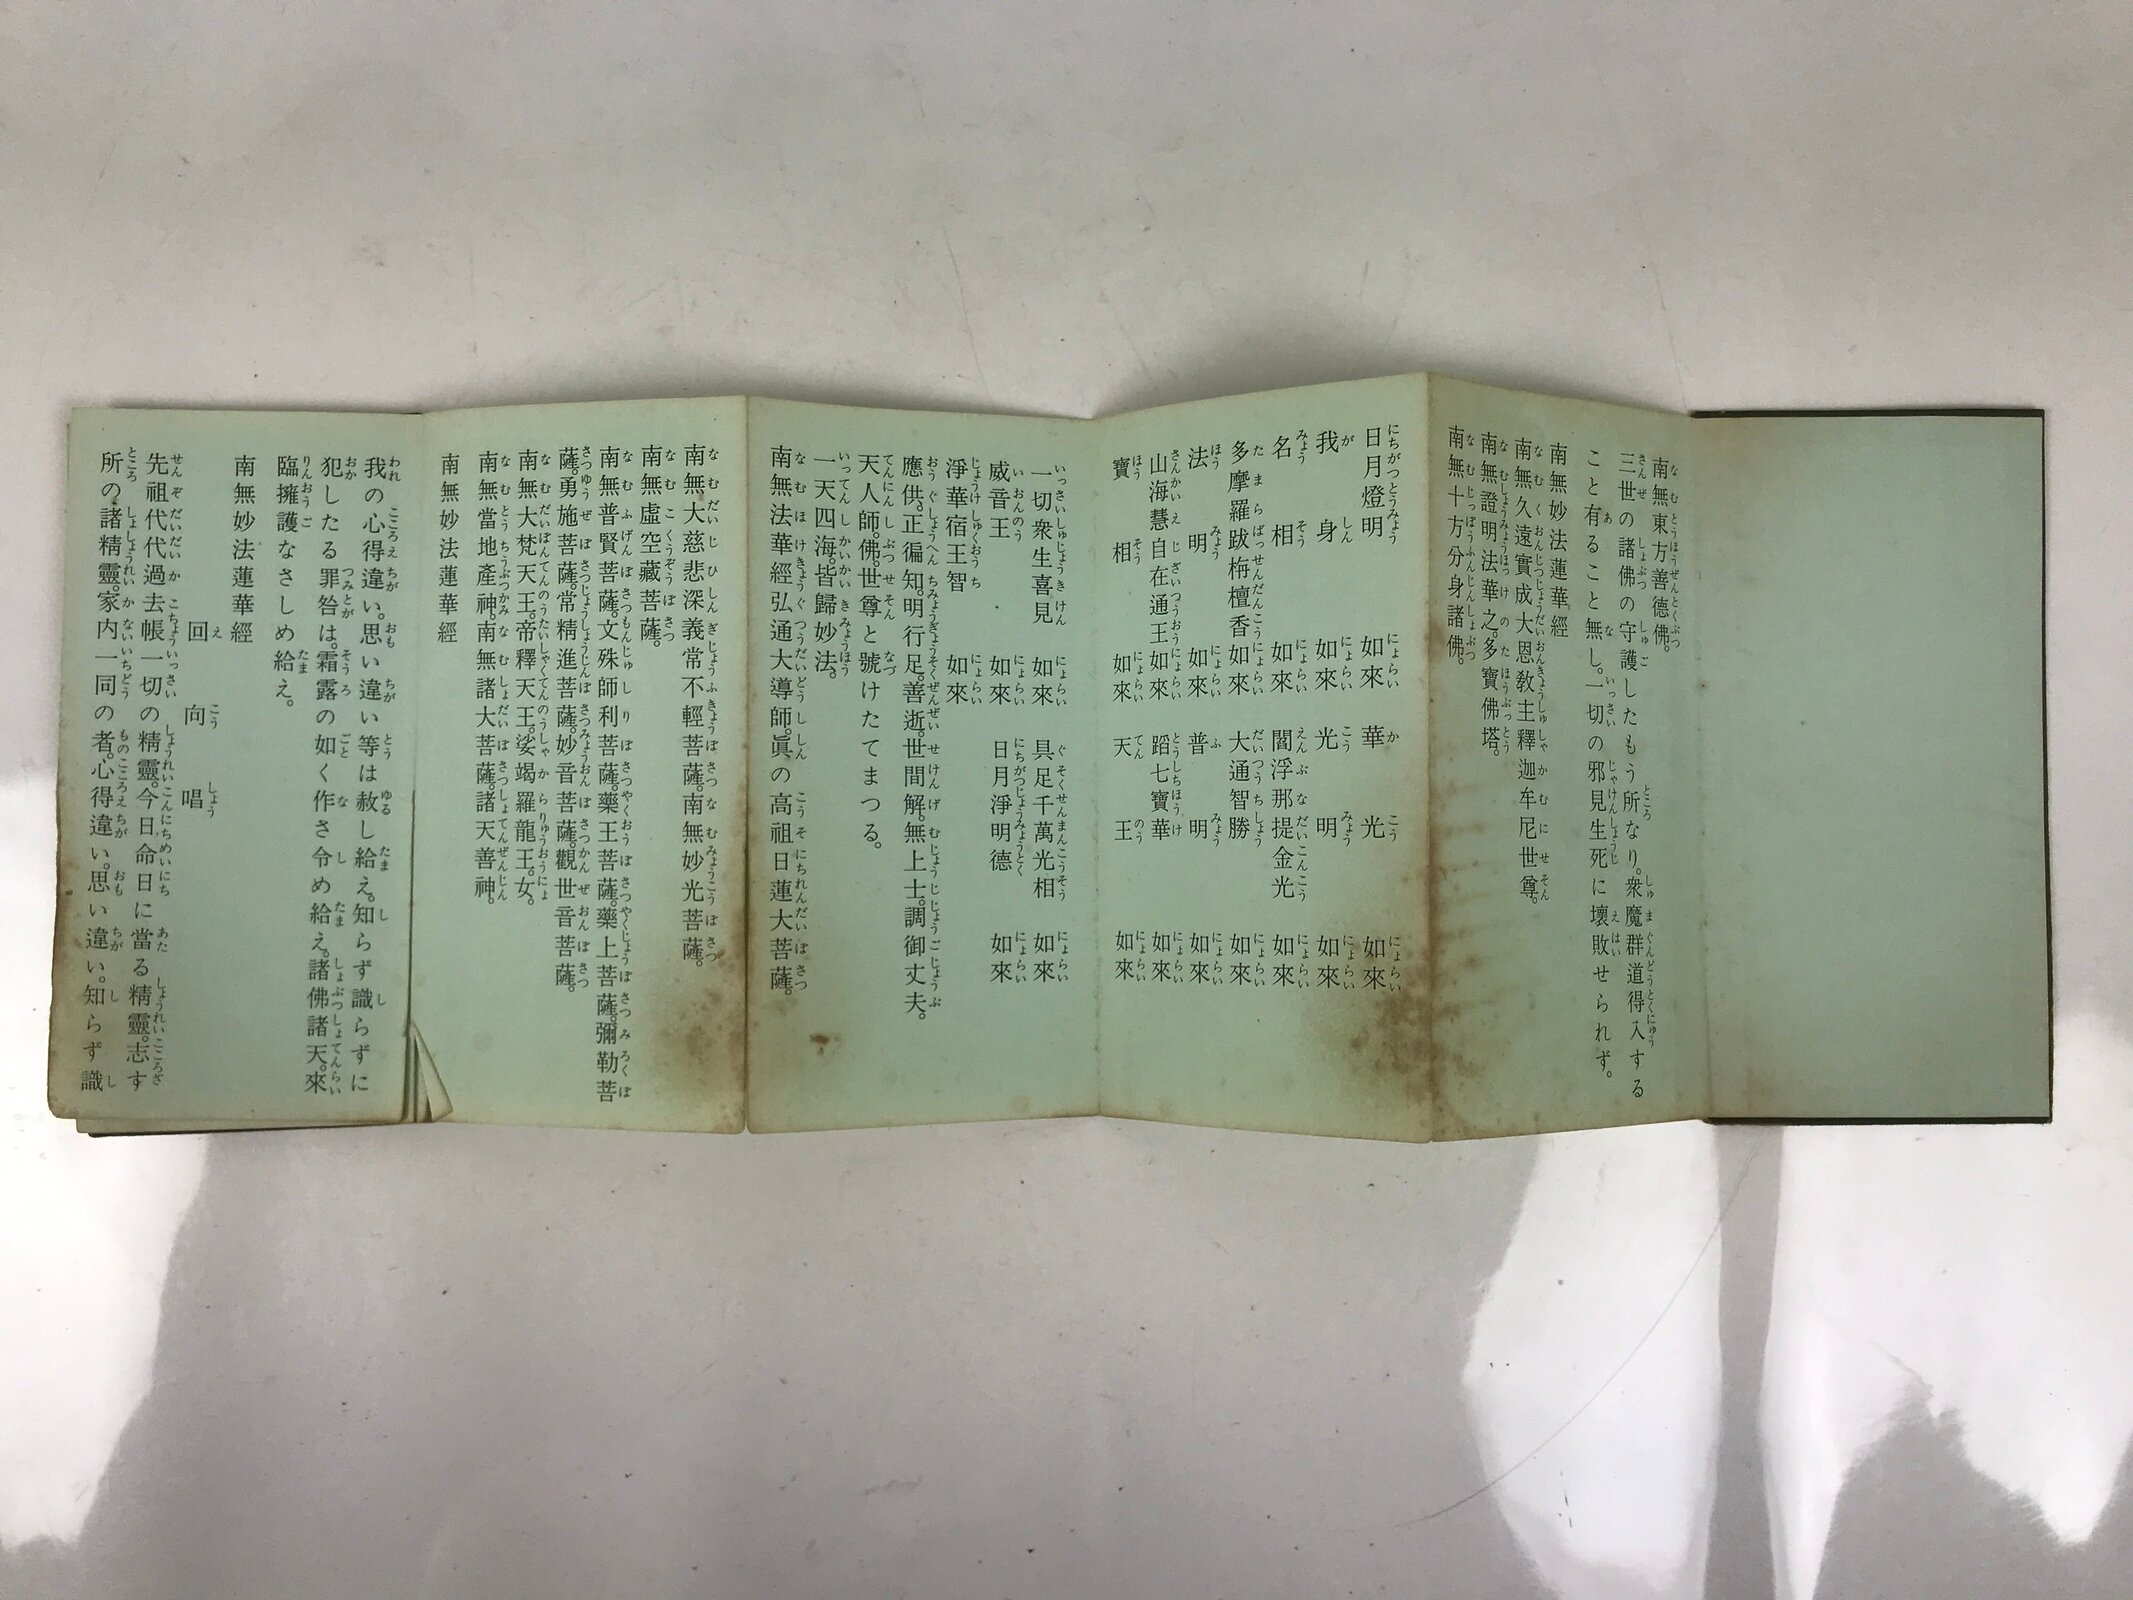 南無東方善德佛。
三世の諸佛の守護したもう所なり。衆魔群道得入する
こと有ること無し。一切の邪見生死に壞敗せられず。
南無妙法蓮華經
南無久遠實成大恩敎主釋迦牟尼世尊。
南無證明法華之。多寶佛塔。
南無十方分身諸佛。
日月燈明 如來 華光 如來
我身 如來 光明 如來
名相 如來 閻浮那提金光 如來
多摩羅跋栴檀香 如來 大通智勝 如來
法明 如來 普明 如來
山海慧自在通王 如來 蹈七寶華 如來
寶相 如來 天王 如來
一切衆生喜見 如來 具足千萬光相 如來
威音王 如來 日月淨明德 如來
淨華宿王智 如來
應供。正徧知。明行足。善逝。世間解。無上士。調御丈夫。
天人師。佛。世尊と號けたてまつる。
一天四海。皆歸妙法。
南無法華經弘通大導師。眞の高祖日蓮大菩薩。
南無大慈悲深義常不輕菩薩。南無妙光菩薩。
南無虛空藏菩薩。
南無普賢菩薩。文殊師利菩薩。藥王菩薩。藥上菩薩。彌勒菩
薩。勇施菩薩。常精進菩薩。妙音菩薩。觀世音菩薩。
南無大梵天王。帝釋天王。娑竭羅龍王。女。
南無當地產神。南無諸大菩薩。諸天善神。
南無妙法蓮華經
我の心得違い。思い違い等は赦し給え。知らず識らずに
犯したる罪咎は。霜露の如く作さ令め給え。諸佛諸天。來
臨擁護なさしめ給え。
南無妙法蓮華經
回向唱
先祖代代過去帳一切の精靈。今日命日に當る精靈。志す
所の諸精靈。家内一同の者。心得違い。思い違い。知らず識